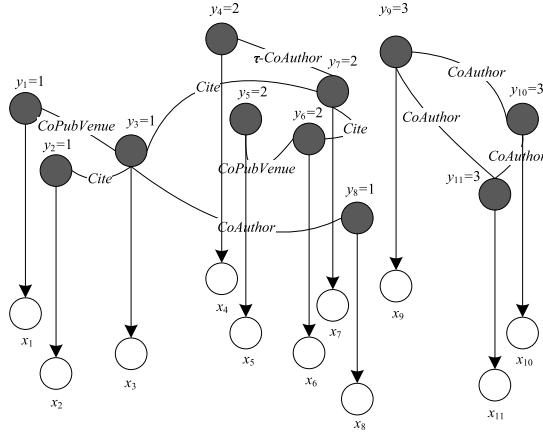 y4=2
y9=3
τ-CoAuthor
y7=2
y1=1
Cite
CoAuthor
y5=2
y10=3
CoPubVenue
y3=1
y6=2
CoAuthor
Cite
y2=1
CoPubVenue
CoAuthor
Cite
y11=3
y8=1
CoAuthor
x4
x9
x7
x1
x5
x10
x3
x6
x2
x11
x8